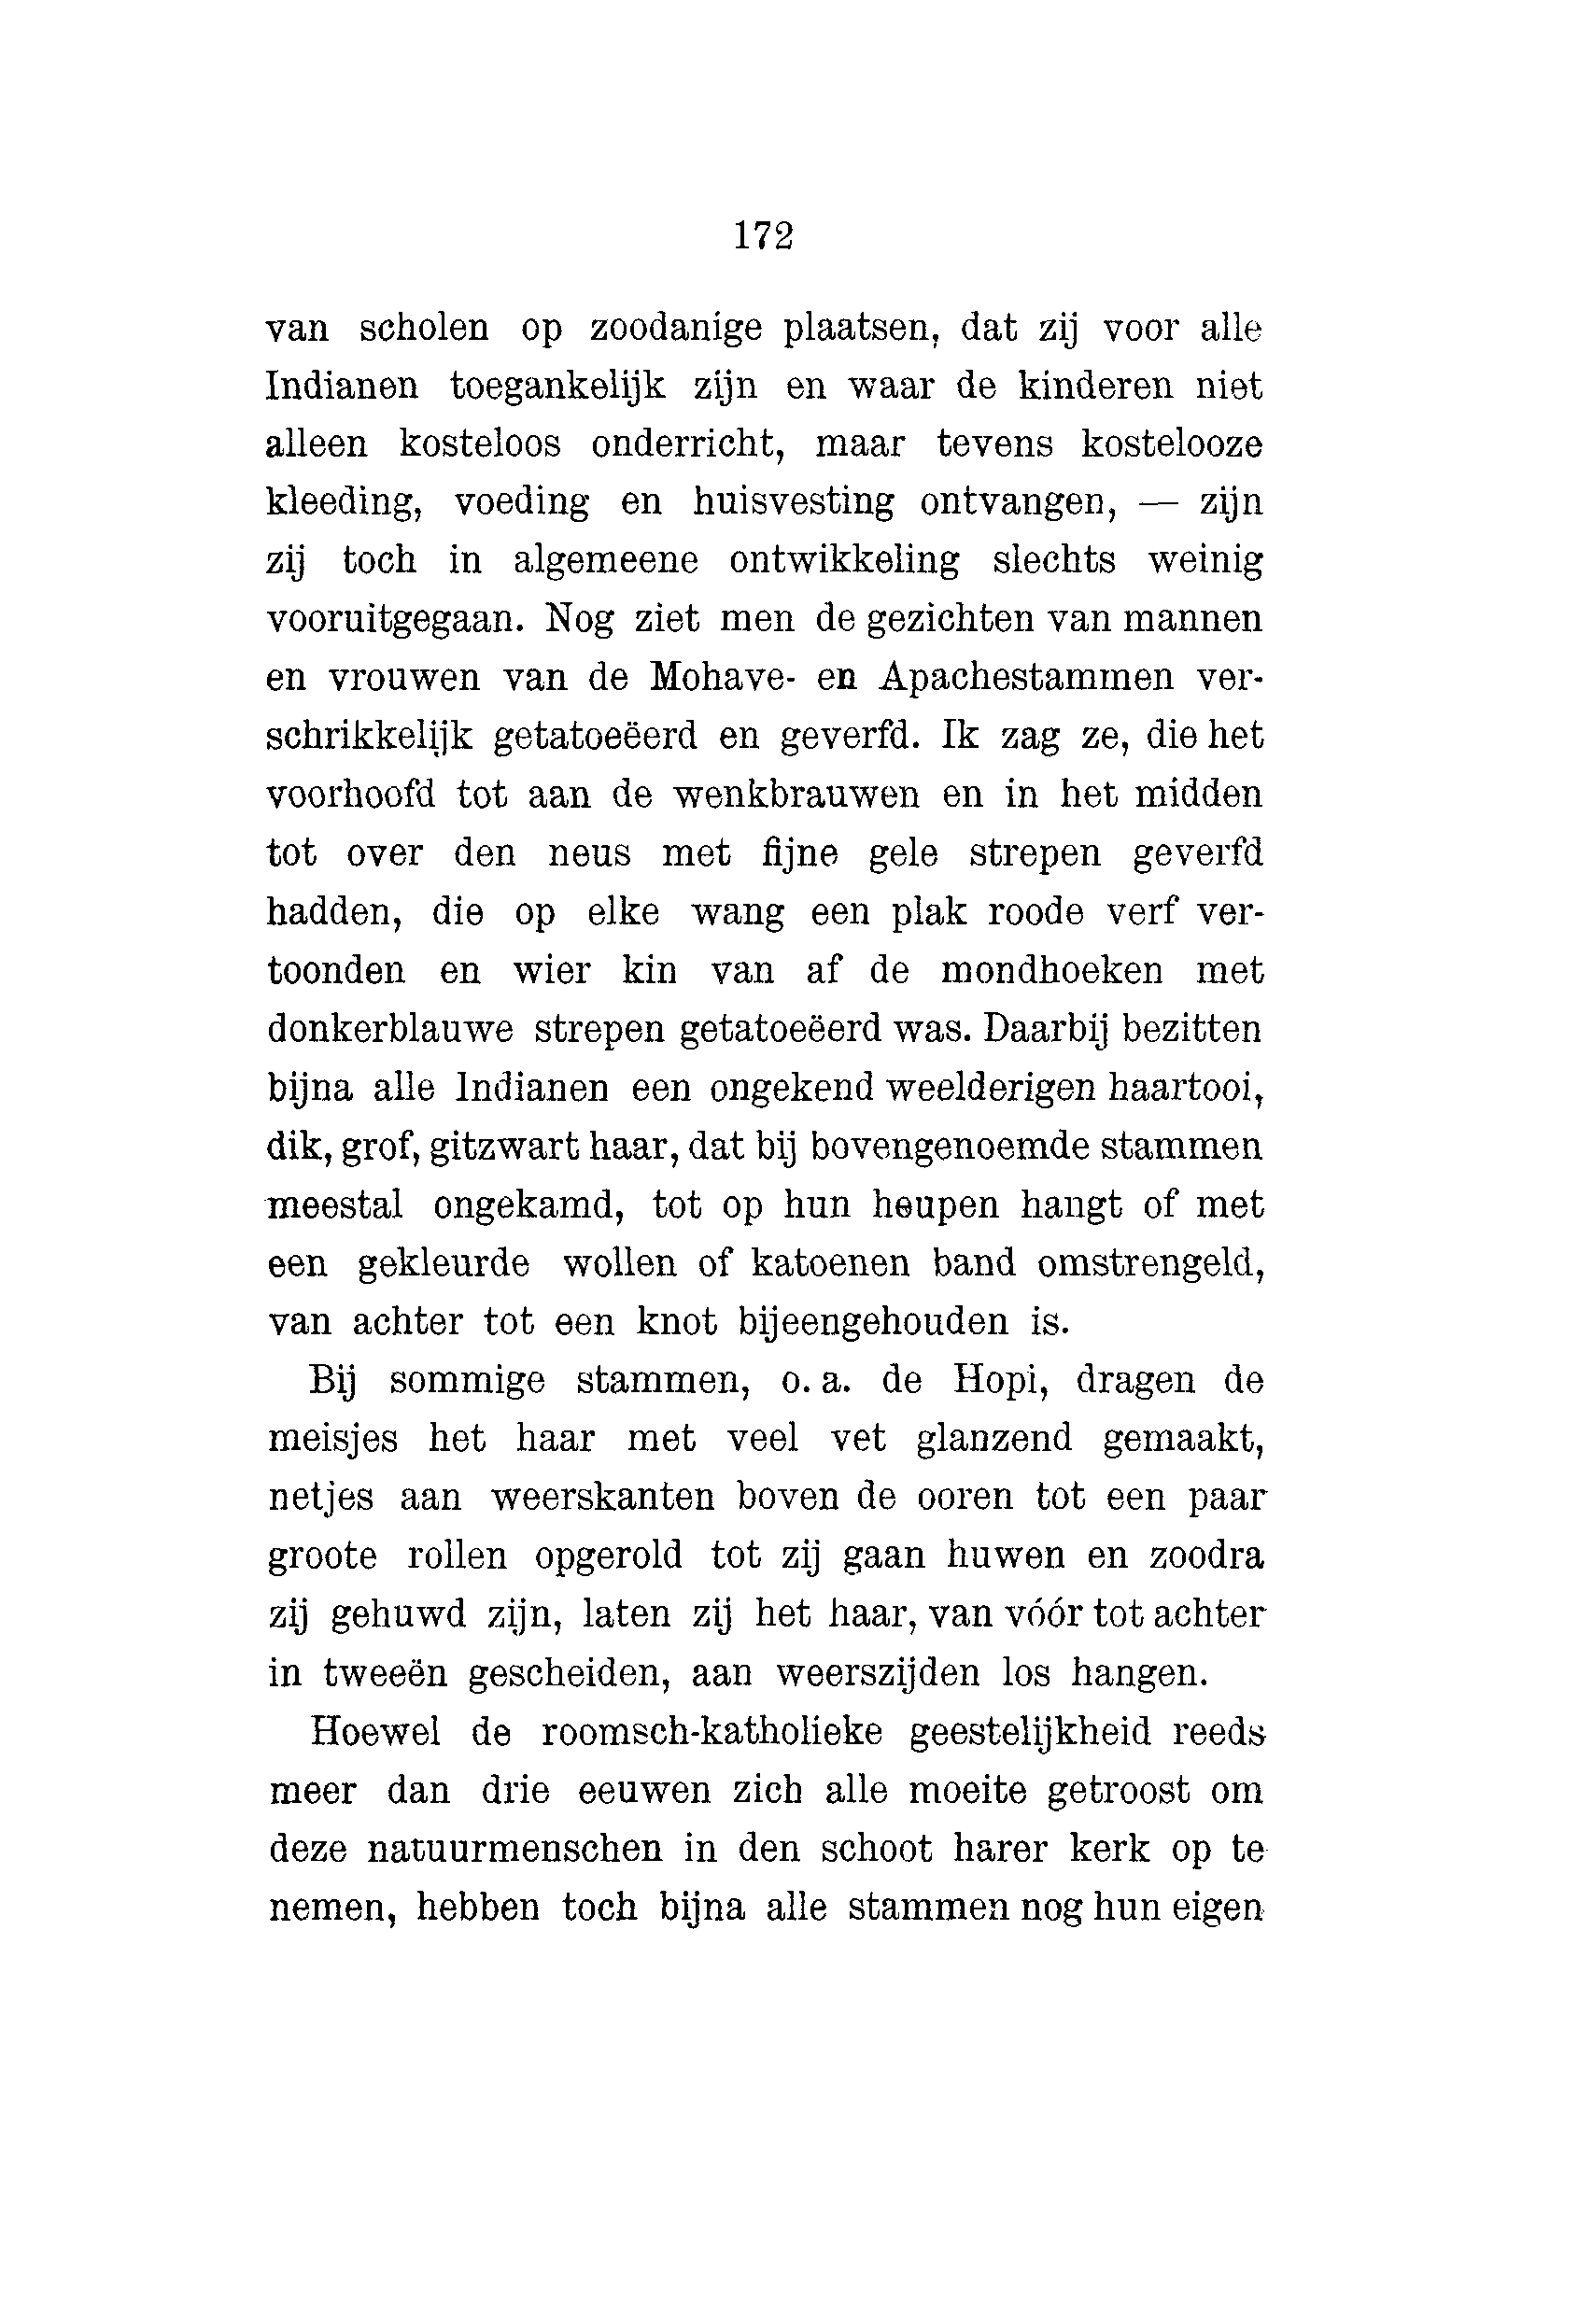 172
van scholen op zoodanige plaatsen, dat zij voor alle
Indianen toegankelijk zijn en waar de kinderen niet
alleen kosteloos onderricht, maar tevens kostelooze
kleeding, voeding en huisvesting ontvangen, — zijn
zij toch in algemeene ontwikkeling slechts weinig
vooruitgegaan. Nog ziet men de gezichten van mannen
en vrouwen van de Mohave- en Apachestammen ver-
schrikkelijk getatoeëerd en geverfd. Ik zag ze, die het
voorhoofd tot aan de wenkbrauwen en in het midden
tot over den neus met fijne gele strepen geverfd
hadden, die op elke wang een plak roode verf ver-
toonden en wier kin van af de mondhoeken met
donkerblauwe strepen getatoeëerd was. Daarbij bezitten
bijna alle Indianen een ongekend weelderigen haartooi,
dik, grof, gitzwart haar, dat bij bovengenoemde stammen
meestal ongekamd, tot op hun heupen hangt of met
een gekleurde wollen of katoenen band omstrengeld,
van achter tot een knot bijeengehouden is.
Bij sommige stammen, o. a. de Hopi, dragen de
meisjes het haar met veel vet glanzend gemaakt,
netjes aan weerskanten boven de ooren tot een paar
groote rollen opgerold tot zij gaan huwen en zoodra
zij gehuwd zijn, laten zij het haar, van vóór tot achter
in tweeën gescheiden, aan weerszijden los hangen.
Hoewel de roomsch-katholieke geestelijkheid reeds
meer dan drie eeuwen zich alle moeite getroost om
deze natuurmenschen in den schoot harer kerk op te
nemen, hebben toch bijna alle stammen nog hun eigen